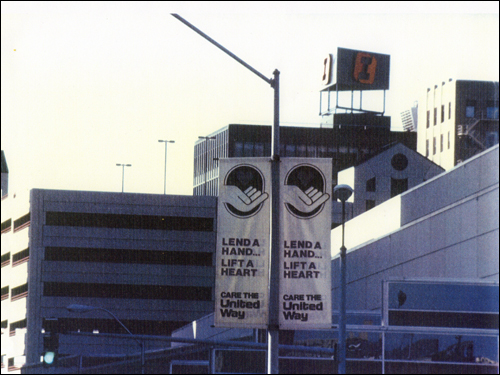 LEND A
HAND...
LIFT A
HEART
CARE THE
United
Way
LEND A
HAND...
LIFT A
HEART
CARE THE
United
Way